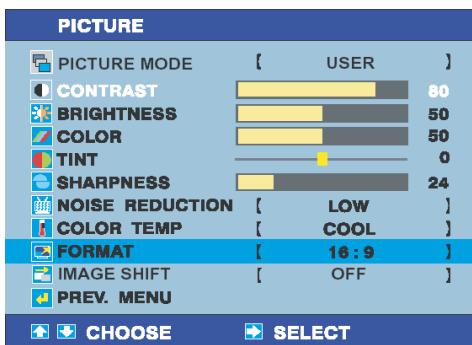 PICTURE
PICTURE MODE [ USER ]
CONTRAST 80
BRIGHTNESS 50
COLOR 50
TINT 0
SHARPNESS 24
NOISE REDUCTION [ LOW ]
COLOR TEMP [ COOL ]
FORMAT [ 16 : 9 ]
IMAGE SHIFT [ OFF ]
PREV. MENU
CHOOSE SELECT